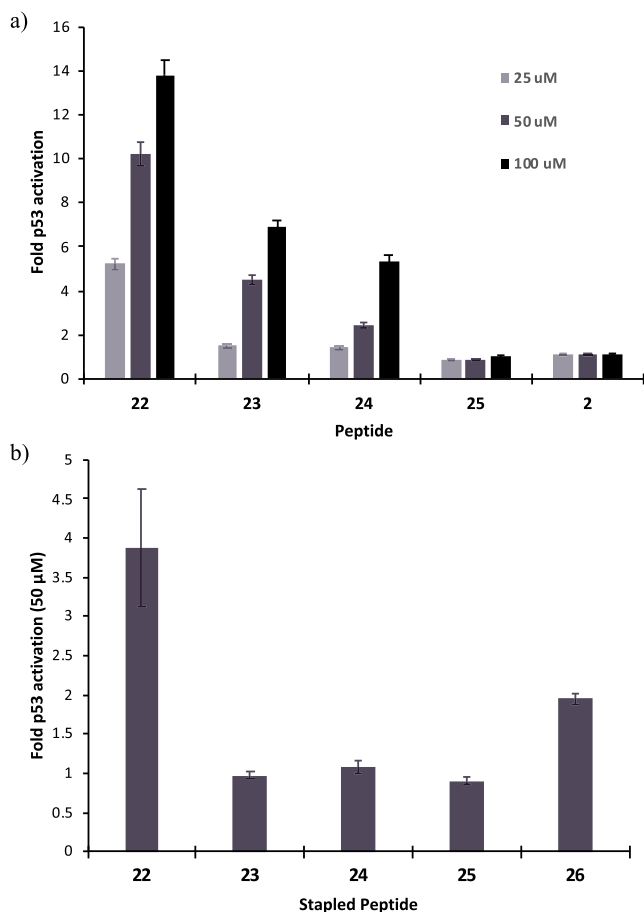 a)
16
14
12
10
8
6
4
2
0
Fold p53 activation
25 uM
50 uM
100 uM
22 23 24 25 2
Peptide
b)
5
4.5
4
3.5
3
2.5
2
1.5
1
0.5
0
Fold p53 activation (50 µM)
22 23 24 25 26
Stapled Peptide